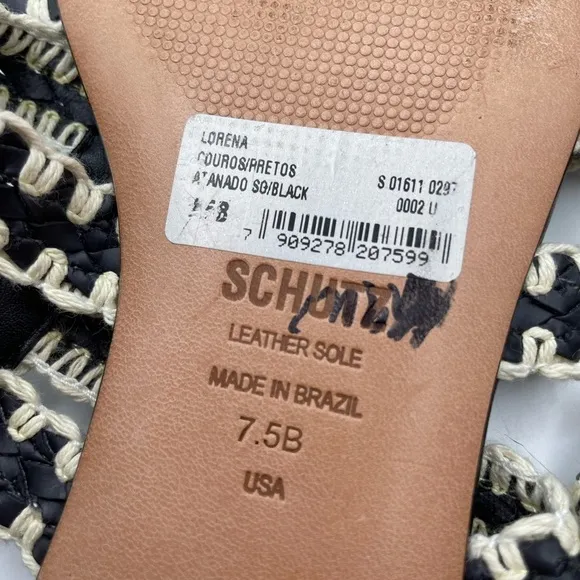 LORENA
COUROS/PRETOS
ATANADO SO/BLACK
S 01611 0297
0002 U
7 909278 207599
SCHUTZ
LEATHER SOLE
MADE IN BRAZIL
7.5B
USA